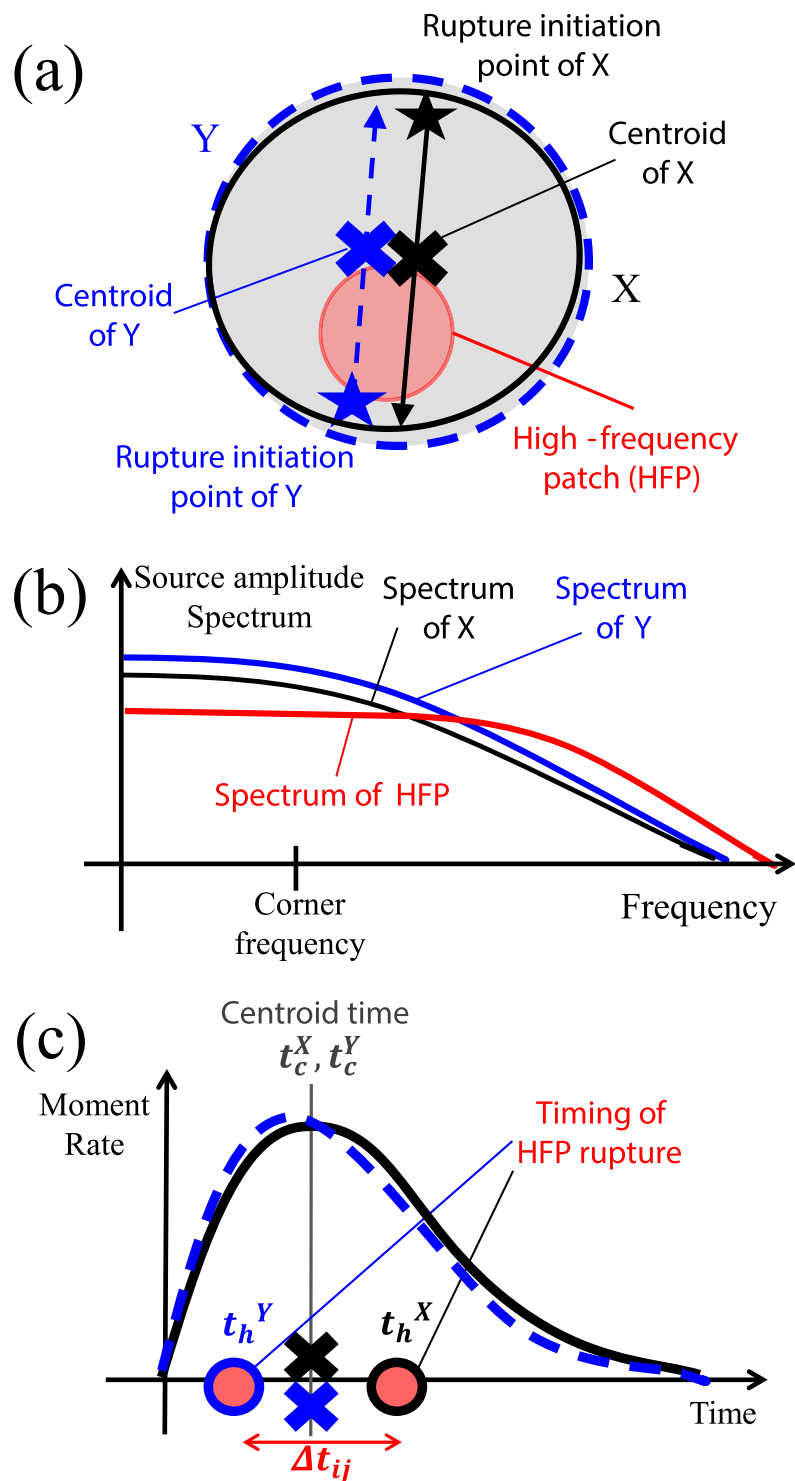 (a)
Rupture initiation
point of X
Y
Centroid
of X
X
Centroid
of Y
High -frequency
patch (HFP)
Rupture initiation
point of Y
(b)
Source amplitude
Spectrum
Spectrum
of X
Spectrum
of Y
Spectrum of HFP
Corner
frequency
Frequency
(c)
Centroid time
t_c^X, t_c^Y
Moment
Rate
Timing of
HFP rupture
t_h^Y
t_h^X
Time
Δt_ij